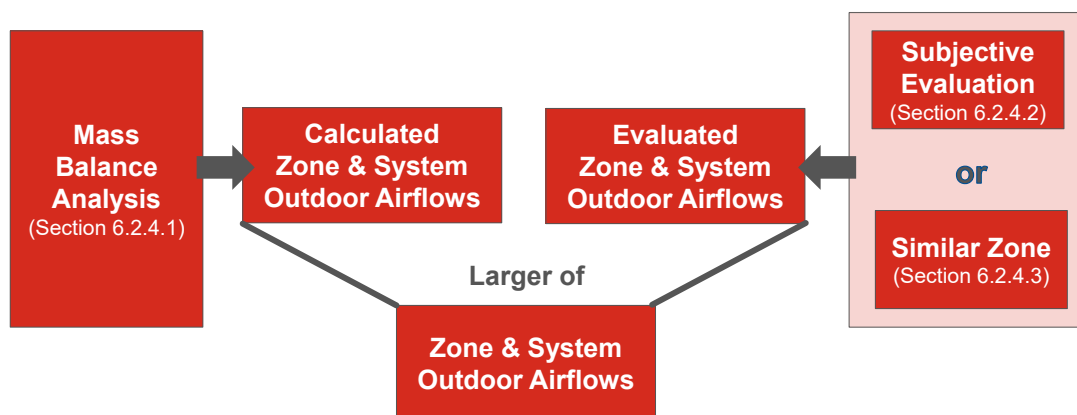 Mass
Balance
Analysis
(Section 6.2.4.1)
Calculated
Zone & System
Outdoor Airflows
Evaluated
Zone & System
Outdoor Airflows
Subjective
Evaluation
(Section 6.2.4.2)
or
Similar Zone
(Section 6.2.4.3)
Larger of
Zone & System
Outdoor Airflows